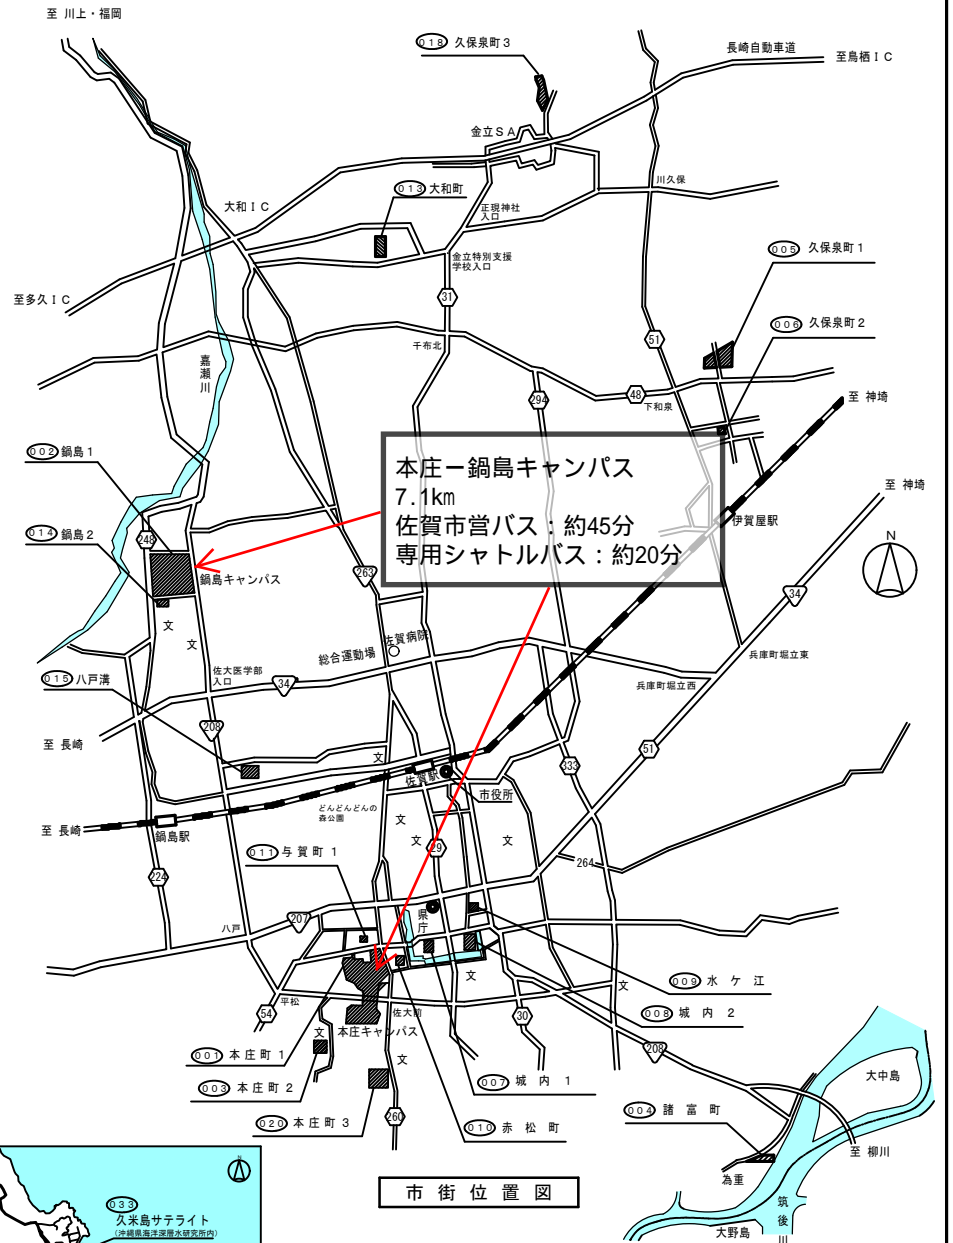 至 川上・福岡
018 久保泉町3
長崎自動車道
至鳥栖IC
金立SA
013 大和町
川久保
大和IC
正現神社
入口
005 久保泉町1
金立特別支援
学校入口
至多久IC
31
006 久保泉町2
51
千布北
嘉瀬川
48
294
下和泉
至 神埼
002 鍋島1
本庄－鍋島キャンパス
7.1km
佐賀市営バス：約45分
専用シャトルバス：約20分
至 神埼
伊賀屋駅
014 鍋島2
248
N
鍋島キャンパス
263
34
文
文
佐賀病院
総合運動場
兵庫町堀立東
015 八戸溝
佐大医学部
入口
34
兵庫町堀立西
208
至 長崎
51
文
佐賀駅
333
市役所
どんどんどんの
森公園
文
至 長崎
鍋島駅
文
文
29
011 与賀町1
264
224
207
県庁
八戸
009 水ケ江
文
文
平松
008 城内2
54
佐大前
30
文
本庄キャンパス
001 本庄町1
208
文
003 本庄町2
007 城内1
大中島
004 諸富町
020 本庄町3
260
010 赤松町
至 柳川
為重
市街位置図
筑後川
N
033
久米島サテライト
(沖縄県海洋深層水研究所内)
大野島